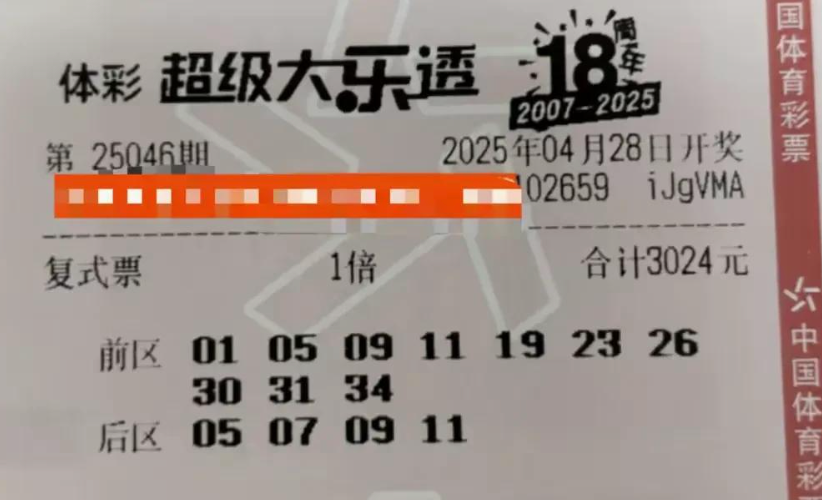 体彩 超级大乐透 18周年
2007-2025
第 25046期 2025年04月28日开奖
02659 iJgVMA
复式票 1倍 合计3024元
前区 01 05 09 11 19 23 26
30 31 34
后区 05 07 09 11
国体育彩票
中国体育彩